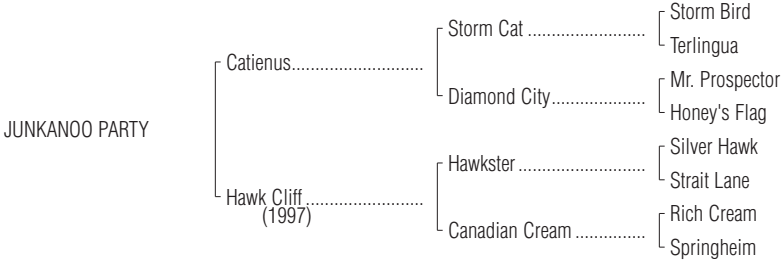 Storm Bird
Storm Cat ..........................
Terlingua
Catienus.............................
Mr. Prospector
Diamond City.....................
Honey's Flag
JUNKANOO PARTY
Silver Hawk
Hawkster ............................
Strait Lane
Hawk Cliff ..........................
(1997)
Rich Cream
Canadian Cream ...............
Springheim